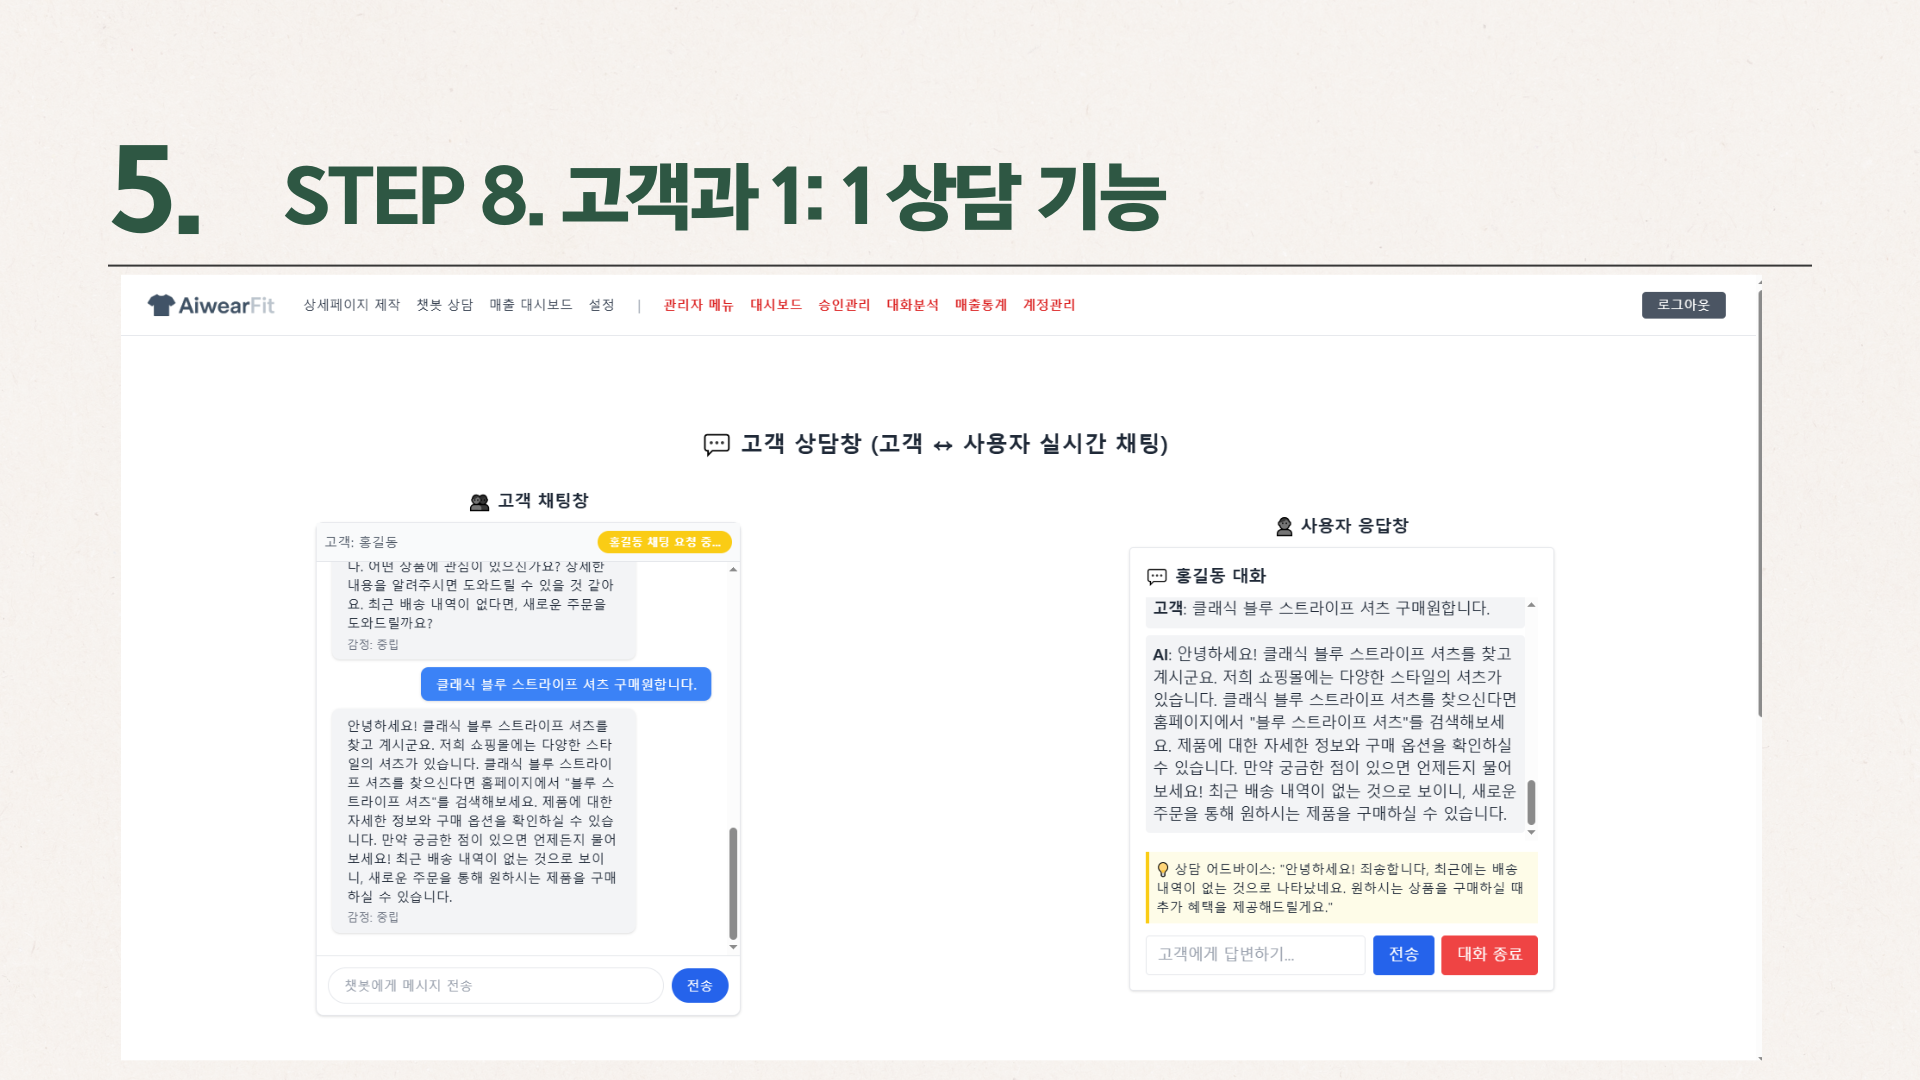 5.
STEP 8. 고객과 1: 1 상담 기능
AiwearFit
상세페이지 제작 챗봇 상담 매출 대시보드 설정 | 관리자 메뉴 대시보드 승인관리 대화분석 매출통계 계정관리
로그아웃
고객 상담창 (고객 ↔ 사용자 실시간 채팅)
고객 채팅창
고객: 홍길동
홍길동 채팅 요청 중...
나. 어떤 상품에 관심이 있으신가요? 상세한
내용을 알려주시면 도와드릴 수 있을 것 같아
요. 최근 배송 내역이 없다면, 새로운 주문을
도와드릴까요?
감정: 중립
클래식 블루 스트라이프 셔츠 구매원합니다.
안녕하세요! 클래식 블루 스트라이프 셔츠를
찾고 계시군요. 저희 쇼핑몰에는 다양한 스타
일의 셔츠가 있습니다. 클래식 블루 스트라이
프 셔츠를 찾으신다면 홈페이지에서 "블루 스
트라이프 셔츠"를 검색해보세요. 제품에 대한
자세한 정보와 구매 옵션을 확인하실 수 있습
니다. 만약 궁금한 점이 있으면 언제든지 물어
보세요! 최근 배송 내역이 없는 것으로 보이
니, 새로운 주문을 통해 원하시는 제품을 구매
하실 수 있습니다.
감정: 중립
챗봇에게 메시지 전송
전송
사용자 응답창
홍길동 대화
고객: 클래식 블루 스트라이프 셔츠 구매원합니다.
AI: 안녕하세요! 클래식 블루 스트라이프 셔츠를 찾고
계시군요. 저희 쇼핑몰에는 다양한 스타일의 셔츠가
있습니다. 클래식 블루 스트라이프 셔츠를 찾으신다면
홈페이지에서 "블루 스트라이프 셔츠"를 검색해보세
요. 제품에 대한 자세한 정보와 구매 옵션을 확인하실
수 있습니다. 만약 궁금한 점이 있으면 언제든지 물어
보세요! 최근 배송 내역이 없는 것으로 보이니, 새로운
주문을 통해 원하시는 제품을 구매하실 수 있습니다.
상담 어드바이스: "안녕하세요! 죄송합니다, 최근에는 배송
내역이 없는 것으로 나타났네요. 원하시는 상품을 구매하실 때
추가 혜택을 제공해드릴게요."
고객에게 답변하기...
전송
대화 종료